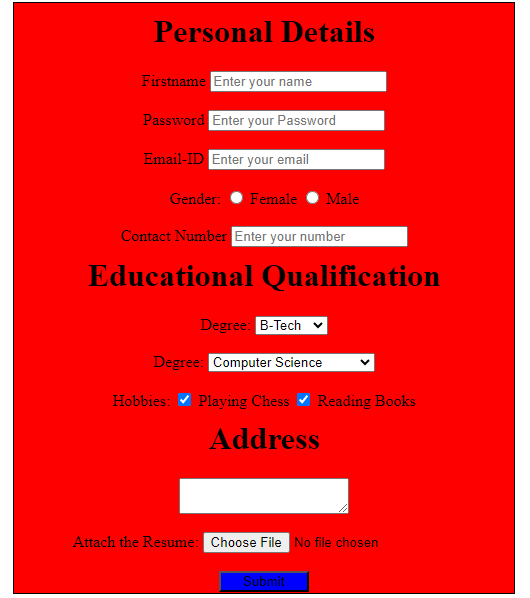 Personal Details
Firstname Enter your name
Password Enter your Password
Email-ID Enter your email
Gender: Female Male
Contact Number Enter your number
Educational Qualification
Degree: B-Tech
Degree: Computer Science
Hobbies: Playing Chess Reading Books
Address
Attach the Resume: Choose File No file chosen
Submit